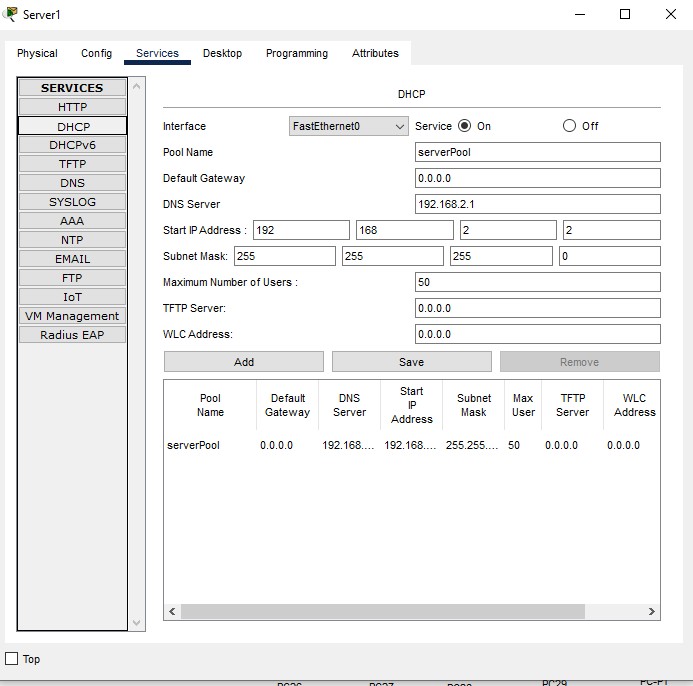 Server1
Physical Config Services Desktop Programming Attributes
SERVICES
HTTP
DHCP
DHCPv6
TFTP
DNS
SYSLOG
AAA
NTP
EMAIL
FTP
IoT
VM Management
Radius EAP
DHCP
Interface FastEthernet0 Service On Off
Pool Name serverPool
Default Gateway 0.0.0.0
DNS Server 192.168.2.1
Start IP Address : 192 168 2 2
Subnet Mask: 255 255 255 0
Maximum Number of Users : 50
TFTP Server: 0.0.0.0
WLC Address: 0.0.0.0
Add Save Remove
Pool Name Default Gateway DNS Server Start IP Address Subnet Mask Max User TFTP Server WLC Address
serverPool 0.0.0.0 192.168.... 192.168.... 255.255.... 50 0.0.0.0 0.0.0.0
Top